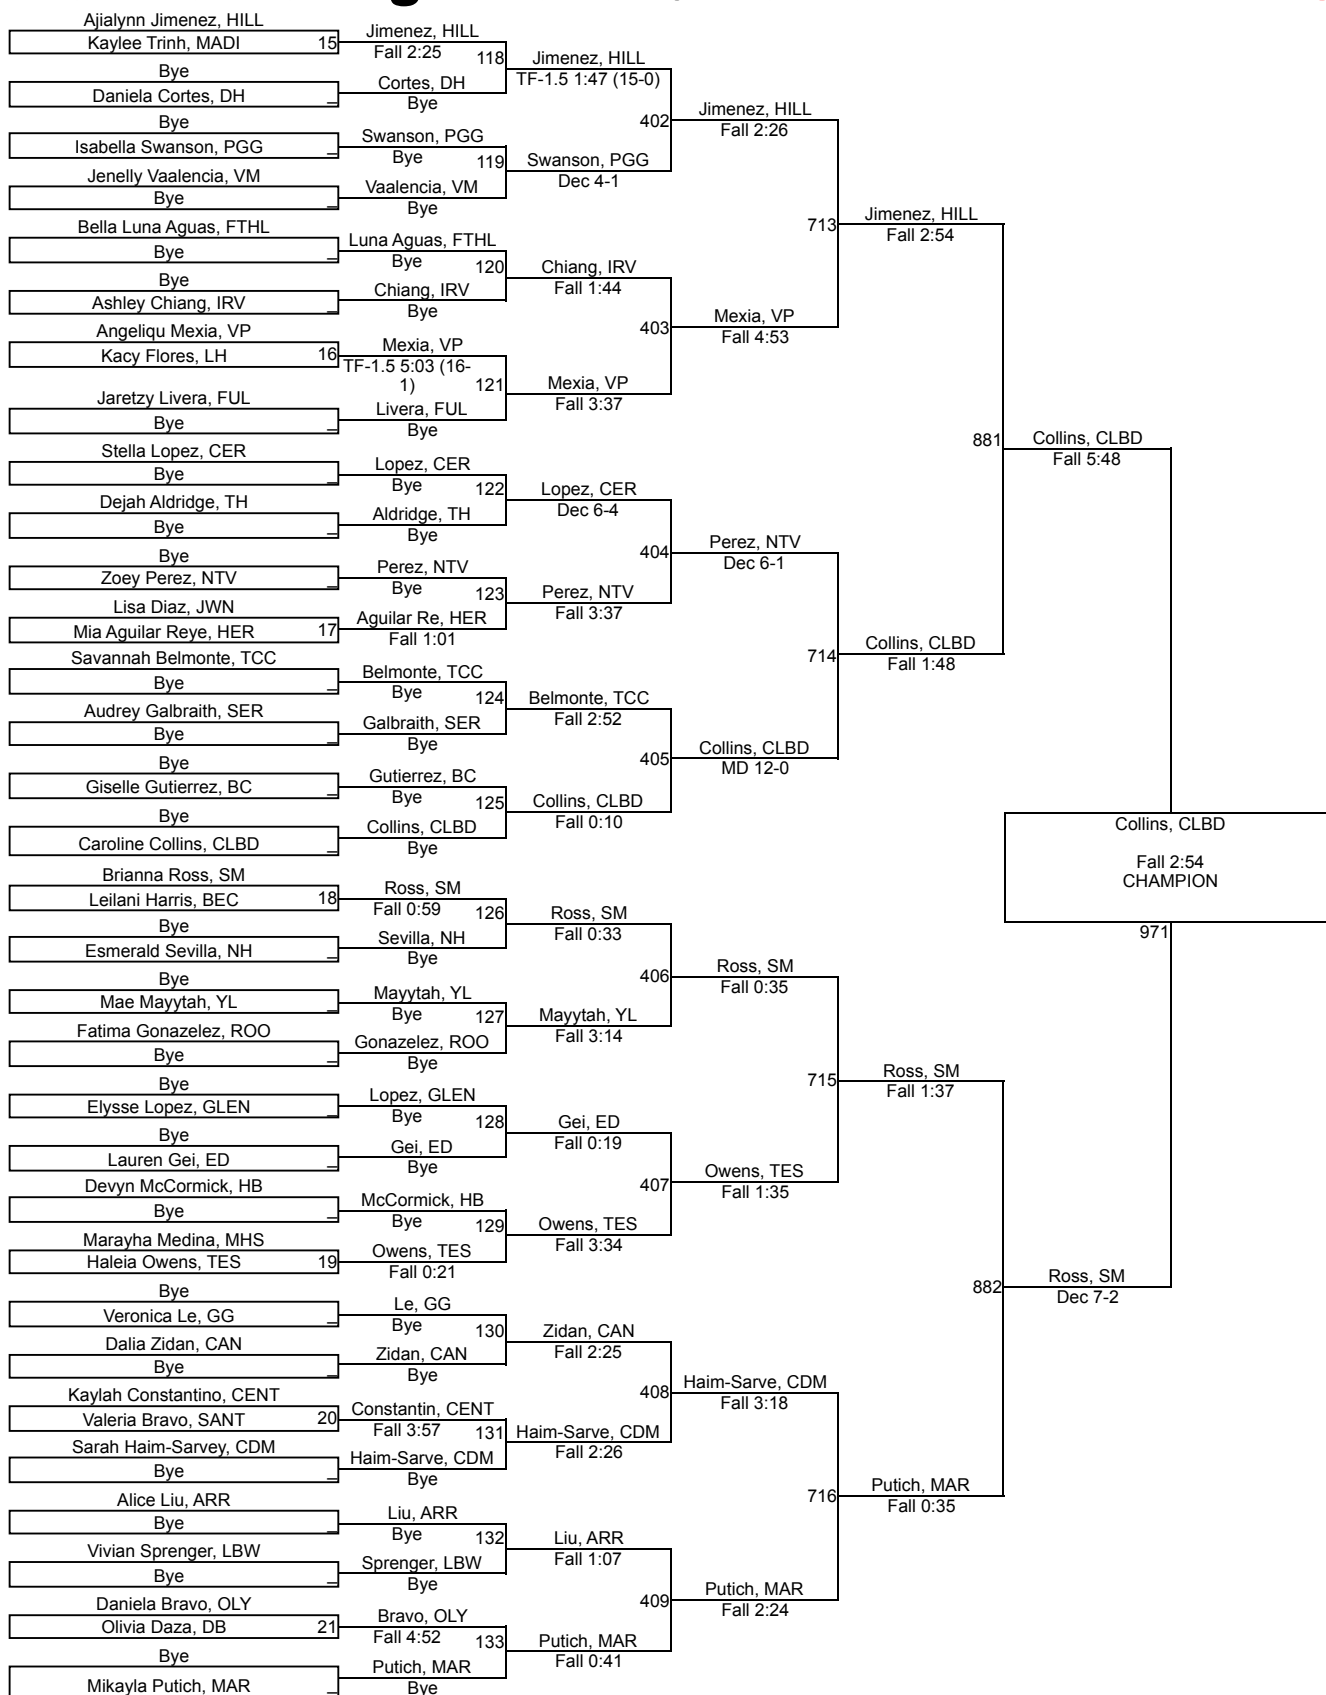 Ajialynn Jimenez, HILL
Kaylee Trinh, MADI 15
Bye
Daniela Cortes, DH _
Bye
Isabella Swanson, PGG _
Jenelly Vaalencia, VM
Bye _
Bella Luna Aguas, FTHL
Bye _
Bye
Ashley Chiang, IRV _
Angeliqu Mexia, VP
Kacy Flores, LH 16
Jaretzy Livera, FUL
Bye _
Stella Lopez, CER
Bye _
Dejah Aldridge, TH
Bye _
Bye
Zoey Perez, NTV _
Lisa Diaz, JWN
Mia Aguilar Reye, HER 17
Savannah Belmonte, TCC
Bye _
Audrey Galbraith, SER
Bye _
Bye
Giselle Gutierrez, BC _
Bye
Caroline Collins, CLBD _
Brianna Ross, SM
Leilani Harris, BEC 18
Bye
Esmerald Sevilla, NH _
Bye
Mae Mayytah, YL _
Fatima Gonazelez, ROO
Bye _
Bye
Elysse Lopez, GLEN _
Bye
Lauren Gei, ED _
Devyn McCormick, HB
Bye _
Marayha Medina, MHS
Haleia Owens, TES 19
Bye
Veronica Le, GG _
Dalia Zidan, CAN
Bye _
Kaylah Constantino, CENT
Valeria Bravo, SANT 20
Sarah Haim-Sarvey, CDM
Bye _
Alice Liu, ARR
Bye _
Vivian Sprenger, LBW
Bye _
Daniela Bravo, OLY
Olivia Daza, DB 21
Bye
Mikayla Putich, MAR _
Jimenez, HILL
Fall 2:25
118
Cortes, DH
Bye
Swanson, PGG
Bye
119
Vaalencia, VM
Bye
Luna Aguas, FTHL
Bye
120
Chiang, IRV
Bye
Mexia, VP
TF-1.5 5:03 (16-
1)
121
Livera, FUL
Bye
Lopez, CER
Bye
122
Aldridge, TH
Bye
Perez, NTV
Bye
123
Aguilar Re, HER
Fall 1:01
Belmonte, TCC
Bye
124
Galbraith, SER
Bye
Gutierrez, BC
Bye
125
Collins, CLBD
Bye
Ross, SM
Fall 0:59
126
Sevilla, NH
Bye
Mayytah, YL
Bye
127
Gonazelez, ROO
Bye
Lopez, GLEN
Bye
128
Gei, ED
Bye
McCormick, HB
Bye
129
Owens, TES
Fall 0:21
Le, GG
Bye
130
Zidan, CAN
Bye
Constantin, CENT
Fall 3:57
131
Haim-Sarve, CDM
Bye
Liu, ARR
Bye
132
Sprenger, LBW
Bye
Bravo, OLY
Fall 4:52
133
Putich, MAR
Bye
Jimenez, HILL
TF-1.5 1:47 (15-0)
402
Swanson, PGG
Dec 4-1
Chiang, IRV
Fall 1:44
403
Mexia, VP
Fall 3:37
Lopez, CER
Dec 6-4
404
Perez, NTV
Fall 3:37
Belmonte, TCC
Fall 2:52
405
Collins, CLBD
Fall 0:10
Ross, SM
Fall 0:33
406
Mayytah, YL
Fall 3:14
Gei, ED
Fall 0:19
407
Owens, TES
Fall 3:34
Zidan, CAN
Fall 2:25
408
Haim-Sarve, CDM
Fall 2:26
Liu, ARR
Fall 1:07
409
Putich, MAR
Fall 0:41
Jimenez, HILL
Fall 2:26
713
Mexia, VP
Fall 4:53
Perez, NTV
Dec 6-1
714
Collins, CLBD
MD 12-0
Ross, SM
Fall 0:35
715
Owens, TES
Fall 1:35
Haim-Sarve, CDM
Fall 3:18
716
Putich, MAR
Fall 2:24
Jimenez, HILL
Fall 2:54
881
Collins, CLBD
Fall 1:48
Ross, SM
Fall 1:37
882
Putich, MAR
Fall 0:35
Collins, CLBD
Fall 5:48
Collins, CLBD
Fall 2:54
CHAMPION
971
Ross, SM
Dec 7-2